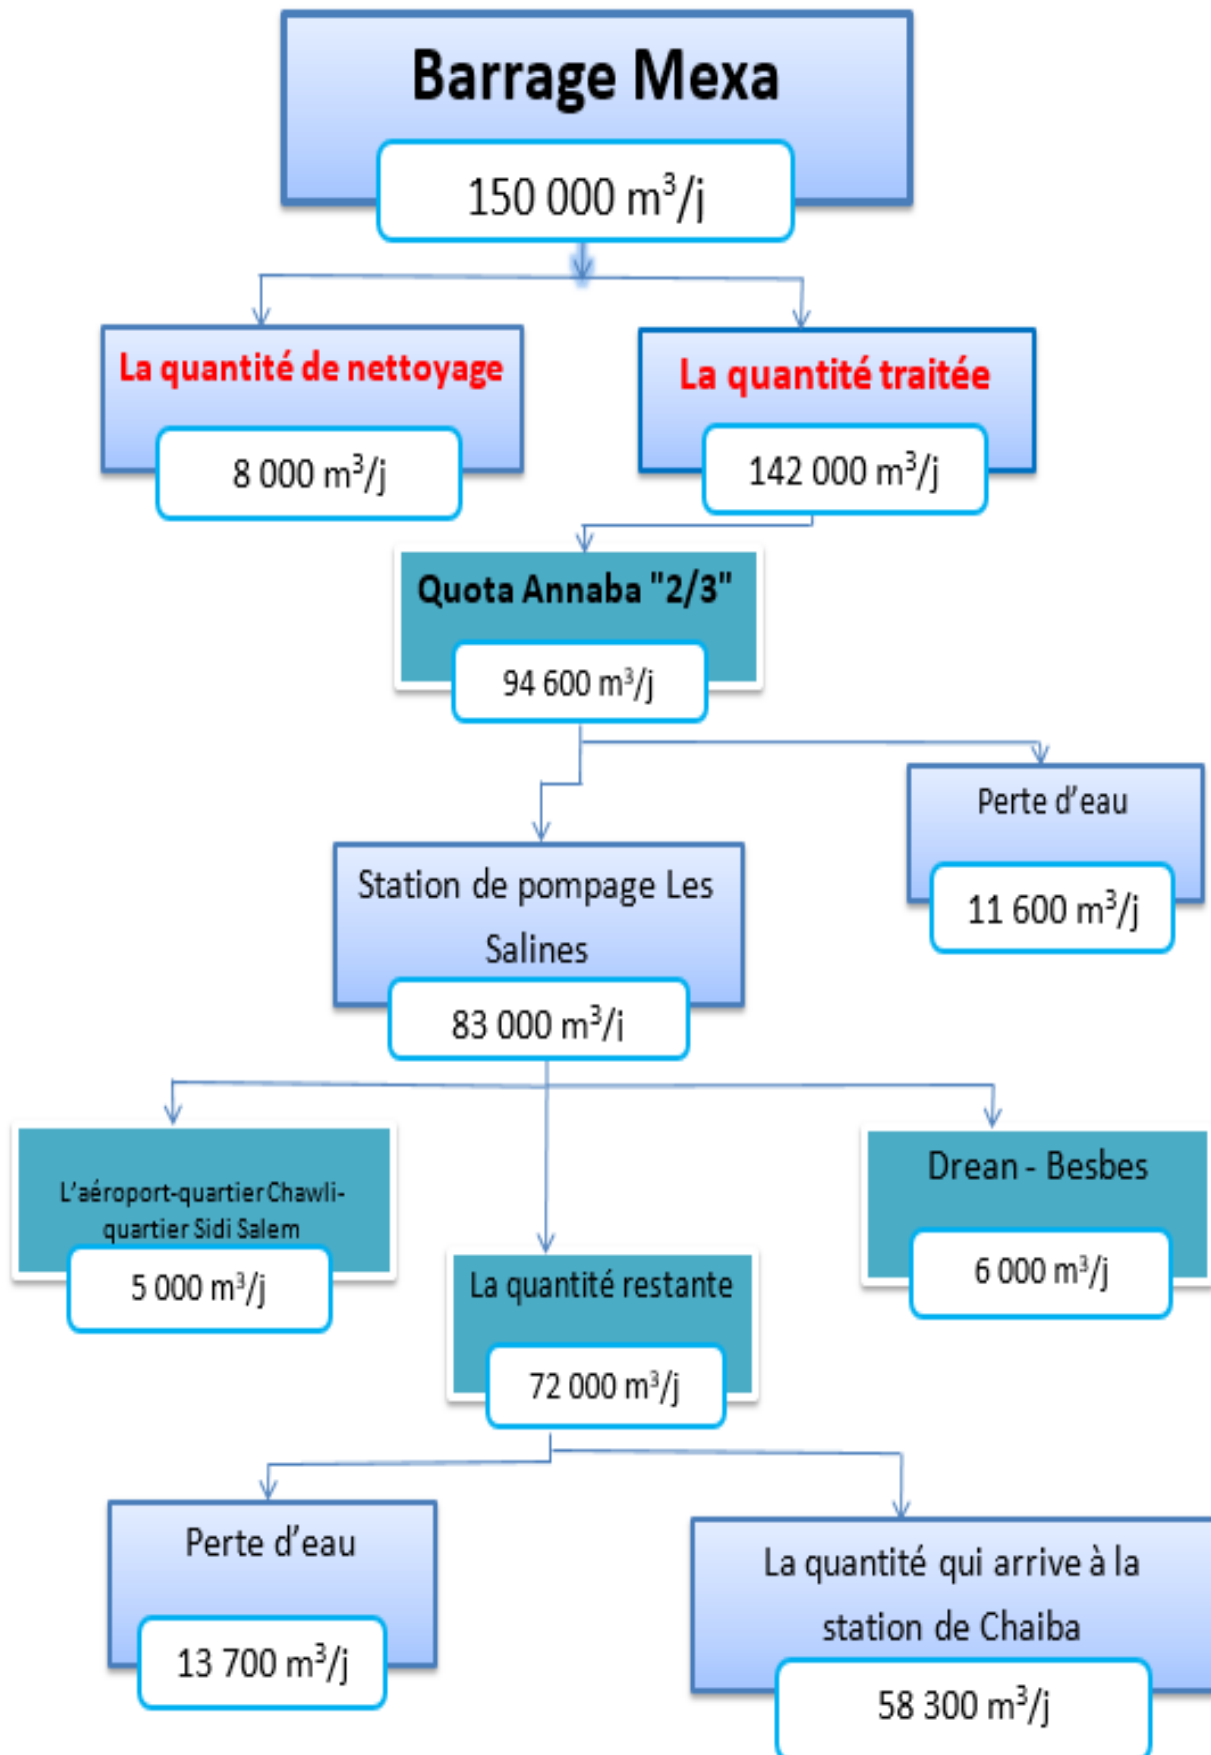 Barrage Mexa
150 000 m³/j
La quantité de nettoyage
8 000 m³/j
La quantité traitée
142 000 m³/j
Quota Annaba "2/3"
94 600 m³/j
Perte d’eau
11 600 m³/j
Station de pompage Les
Salines
83 000 m³/j
L’aéroport-quartier Chawli-
quartier Sidi Salem
5 000 m³/j
Drean - Besbes
6 000 m³/j
La quantité restante
72 000 m³/j
Perte d’eau
13 700 m³/j
La quantité qui arrive à la
station de Chaiba
58 300 m³/j